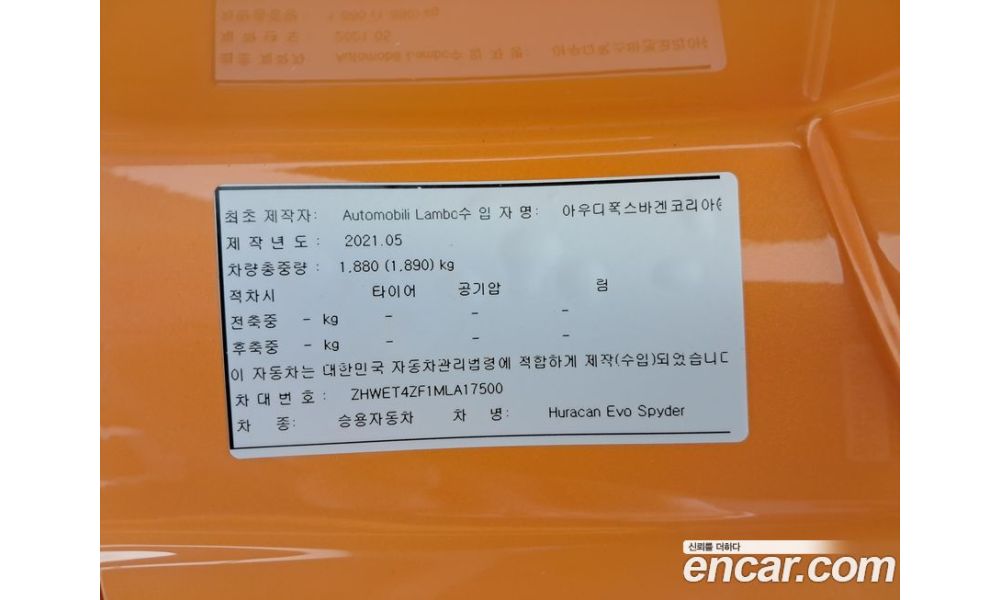 최초 제작자: Automobili Lambc수 입 자 명: 아우디폭스바겐코리아
제 작 년 도 : 2021.05
차량총중량 : 1,880 (1,890) kg
적차시 타이어 공기압 림
전축중 - kg - - -
후축중 - kg - - -
이 자동차는 대한민국 자동차관리법령에 적합하게 제작(수입)되었습니다
차 대 번 호 : ZHWET4ZF1MLA17500
차 종: 승용자동차 차 명: Huracan Evo Spyder
신뢰를 더하다
encar.com